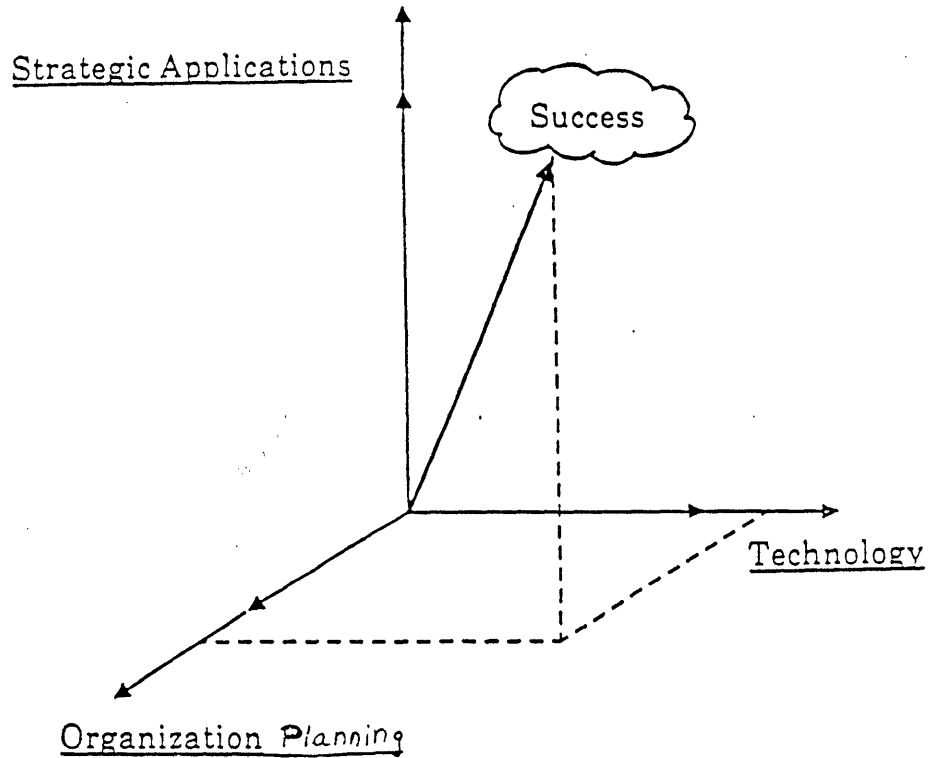 Strategic Applications
Success
Technology
Organization Planning